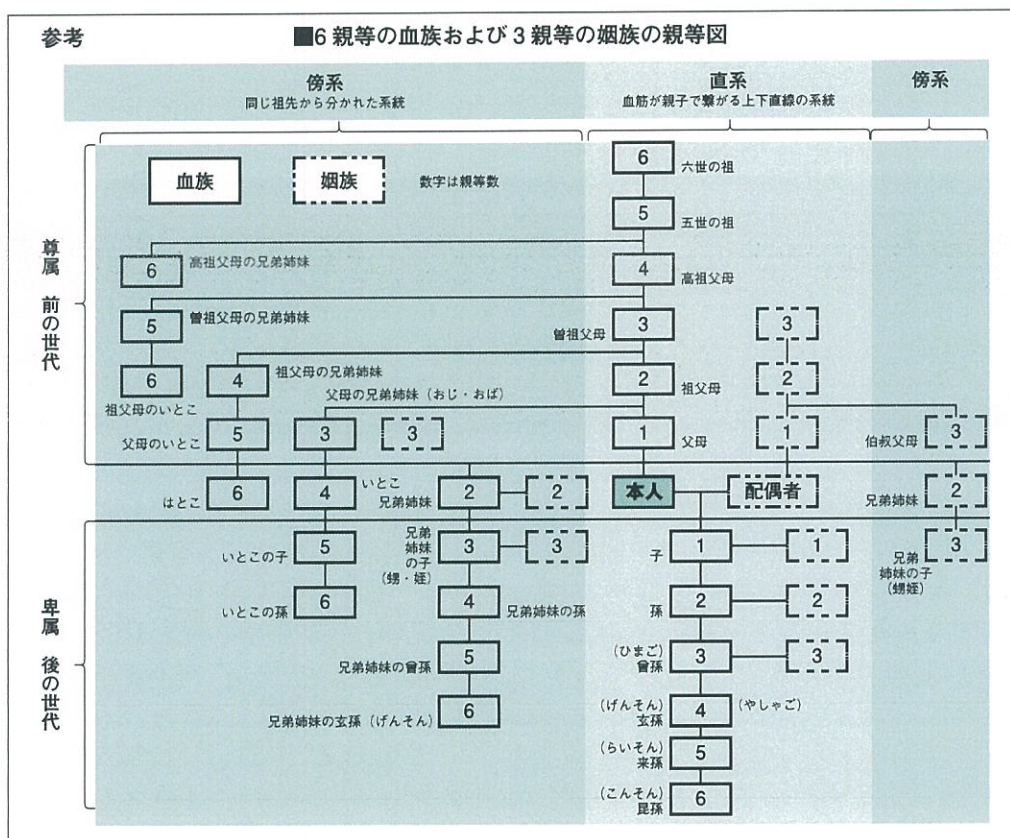 参考
■6親等の血族および3親等の姻族の親等図
傍系
同じ祖先から分かれた系統
直系
血筋が親子で繋がる上下直線の系統
傍系
血族
姻族
数字は親等数
6
六世の祖
5
五世の祖
尊属 前の世代
6
高祖父母の兄弟姉妹
4
高祖父母
5
曽祖父母の兄弟姉妹
曽祖父母
3
3
6
祖父母のいとこ
4
祖父母の兄弟姉妹
2
祖父母
2
父母の兄弟姉妹(おじ・おば)
父母のいとこ
5
3
3
1
父母
1
伯叔父母
3
はとこ
6
4
いとこ
兄弟姉妹
2
2
本人
配偶者
兄弟姉妹
2
いとこの子
5
兄弟
姉妹
の子
(甥・姪)
3
3
子
1
1
兄弟
姉妹の子
(甥姪)
3
いとこの孫
6
4
兄弟姉妹の孫
孫
2
2
卑属 後の世代
兄弟姉妹の曾孫
5
(ひまご)
曾孫
3
3
兄弟姉妹の玄孫(げんそん)
6
(げんそん)
玄孫
4
(やしゃご)
(らいそん)
来孫
5
(こんそん)
昆孫
6